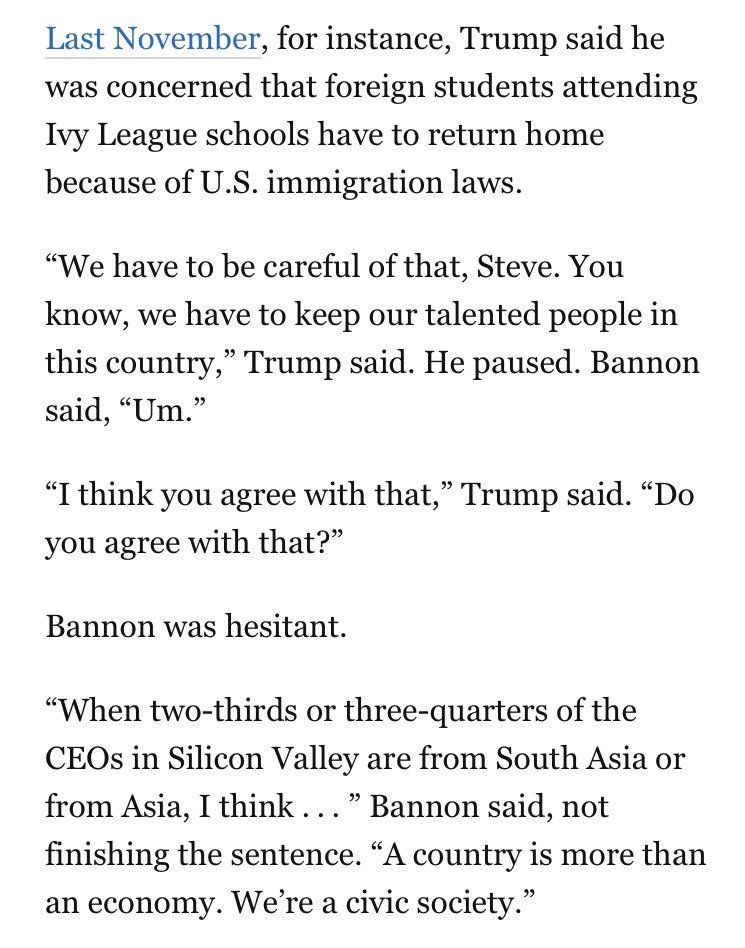 Last November, for instance, Trump said he
was concerned that foreign students attending
Ivy League schools have to return home
because of U.S. immigration laws.
“We have to be careful of that, Steve. You
know, we have to keep our talented people in
this country,” Trump said. He paused. Bannon
said, “Um.”
“I think you agree with that,” Trump said. “Do
you agree with that?”
Bannon was hesitant.
“When two-thirds or three-quarters of the
CEOs in Silicon Valley are from South Asia or
from Asia, I think . . . ” Bannon said, not
finishing the sentence. “A country is more than
an economy. We’re a civic society.”